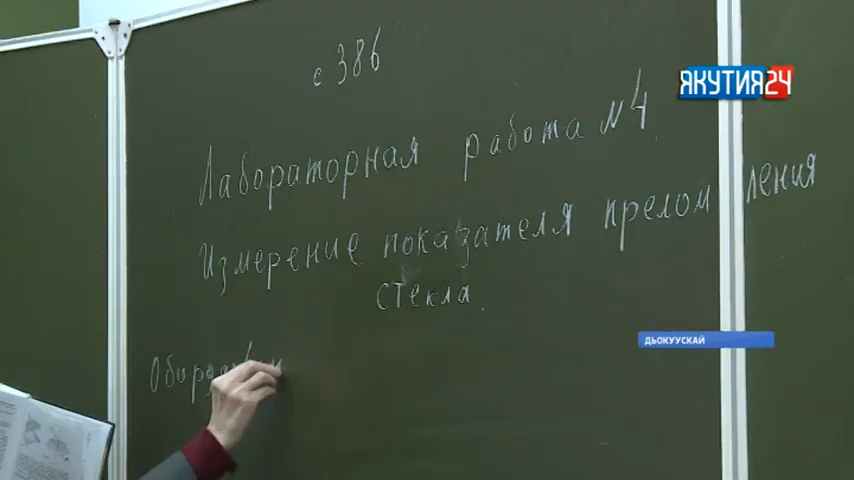 с 386
ЯКУТИЯ24
Лабораторная работа №4
Измерение показателя преломления
стекла.
ДЬОКУУСКАЙ